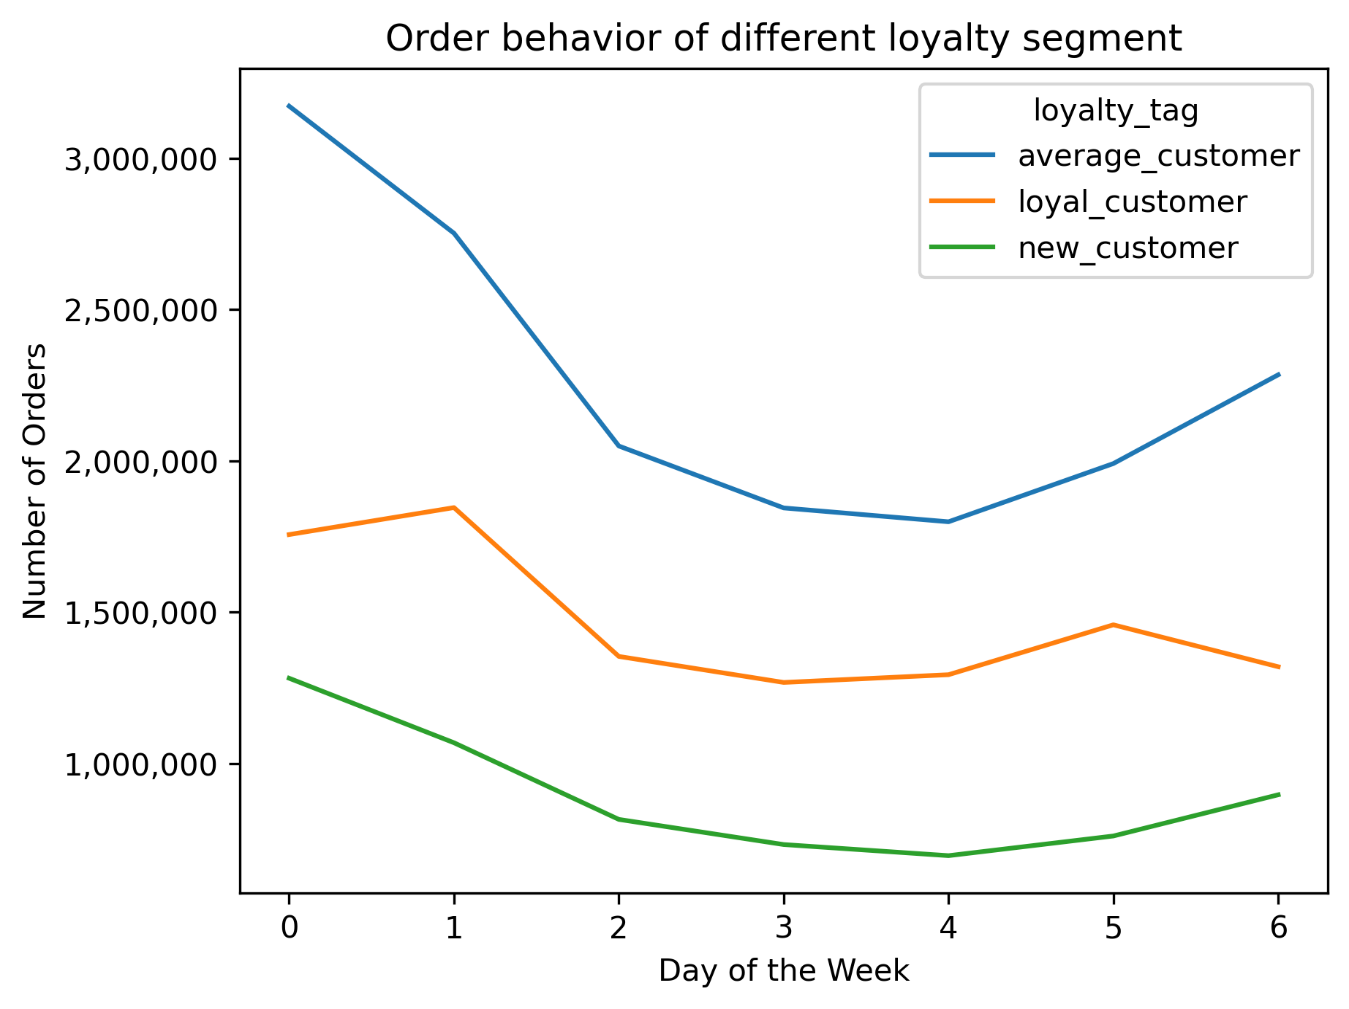 Order behavior of different loyalty segment
loyalty_tag
average_customer
loyal_customer
new_customer
Number of Orders
3,000,000
2,500,000
2,000,000
1,500,000
1,000,000
0 1 2 3 4 5 6
Day of the Week